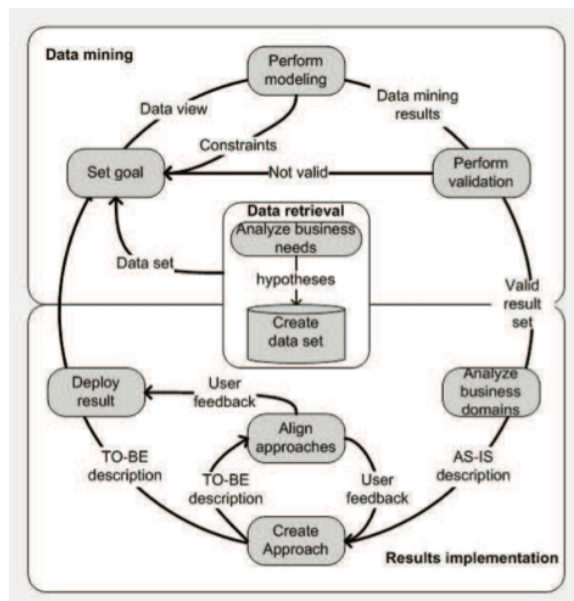 Data mining
Perform
modeling
Data view
Data mining
results
Constraints
Set goal
Not valid
Perform
validation
Data retrieval
Analyze business
needs
Data set
hypotheses
Create
data set
Valid
result
set
Deploy
result
User
feedback
Analyze
business
domains
Align
approaches
TO-BE
description
TO-BE
description
User
feedback
AS-IS
description
Create
Approach
Results implementation